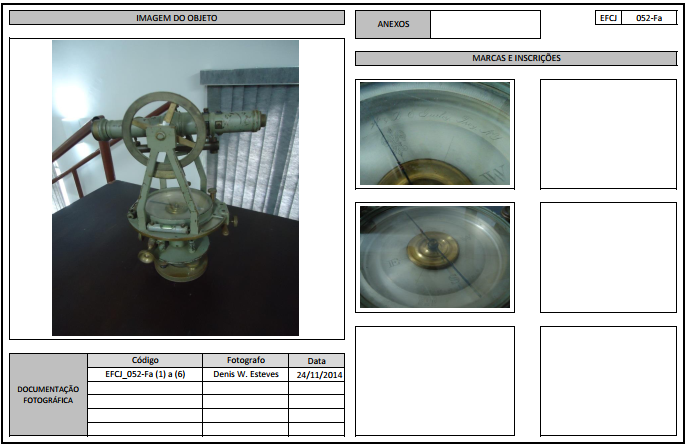 IMAGEM DO OBJETO
ANEXOS
EFCJ 052-Fa
MARCAS E INSCRIÇÕES
DOCUMENTAÇÃO FOTOGRÁFICA
Código Fotografo Data
EFCJ_052-Fa (1) a (6) Denis W. Esteves 24/11/2014